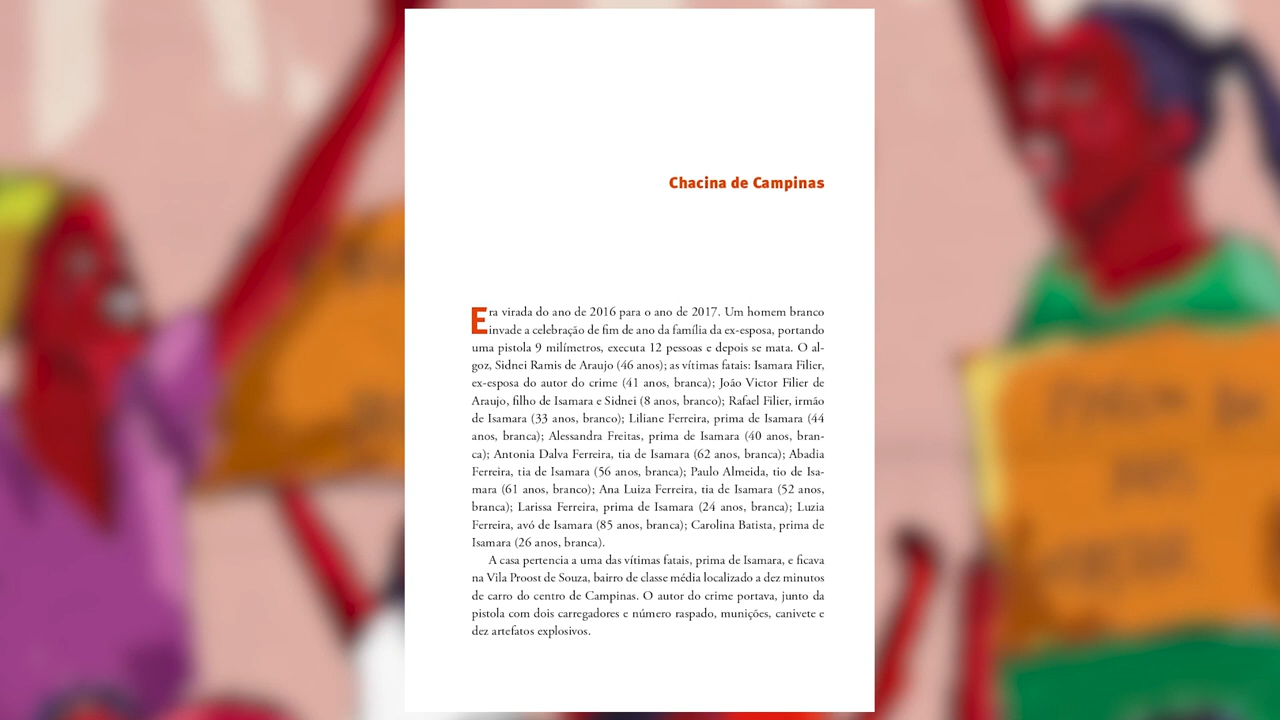 Chacina de Campinas
Era virada do ano de 2016 para o ano de 2017. Um homem branco
invade a celebração de fim de ano da família da ex-esposa, portando
uma pistola 9 milímetros, executa 12 pessoas e depois se mata. O al-
goz, Sidnei Ramis de Araujo (46 anos); as vítimas fatais: Isamara Filier,
ex-esposa do autor do crime (41 anos, branca); João Victor Filier de
Araujo, filho de Isamara e Sidnei (8 anos, branco); Rafael Filier, irmão
de Isamara (33 anos, branco); Liliane Ferreira, prima de Isamara (44
anos, branca); Alessandra Freitas, prima de Isamara (40 anos, bran-
ca); Antonia Dalva Ferreira, tia de Isamara (62 anos, branca); Abadia
Ferreira, tia de Isamara (56 anos, branca); Paulo Almeida, tio de Isa-
mara (61 anos, branco); Ana Luiza Ferreira, tia de Isamara (52 anos,
branca); Larissa Ferreira, prima de Isamara (24 anos, branca); Luzia
Ferreira, avó de Isamara (85 anos, branca); Carolina Batista, prima de
Isamara (26 anos, branca).
A casa pertencia a uma das vítimas fatais, prima de Isamara, e ficava
na Vila Proost de Souza, bairro de classe média localizado a dez minutos
de carro do centro de Campinas. O autor do crime portava, junto da
pistola com dois carregadores e número raspado, munições, canivete e
dez artefatos explosivos.